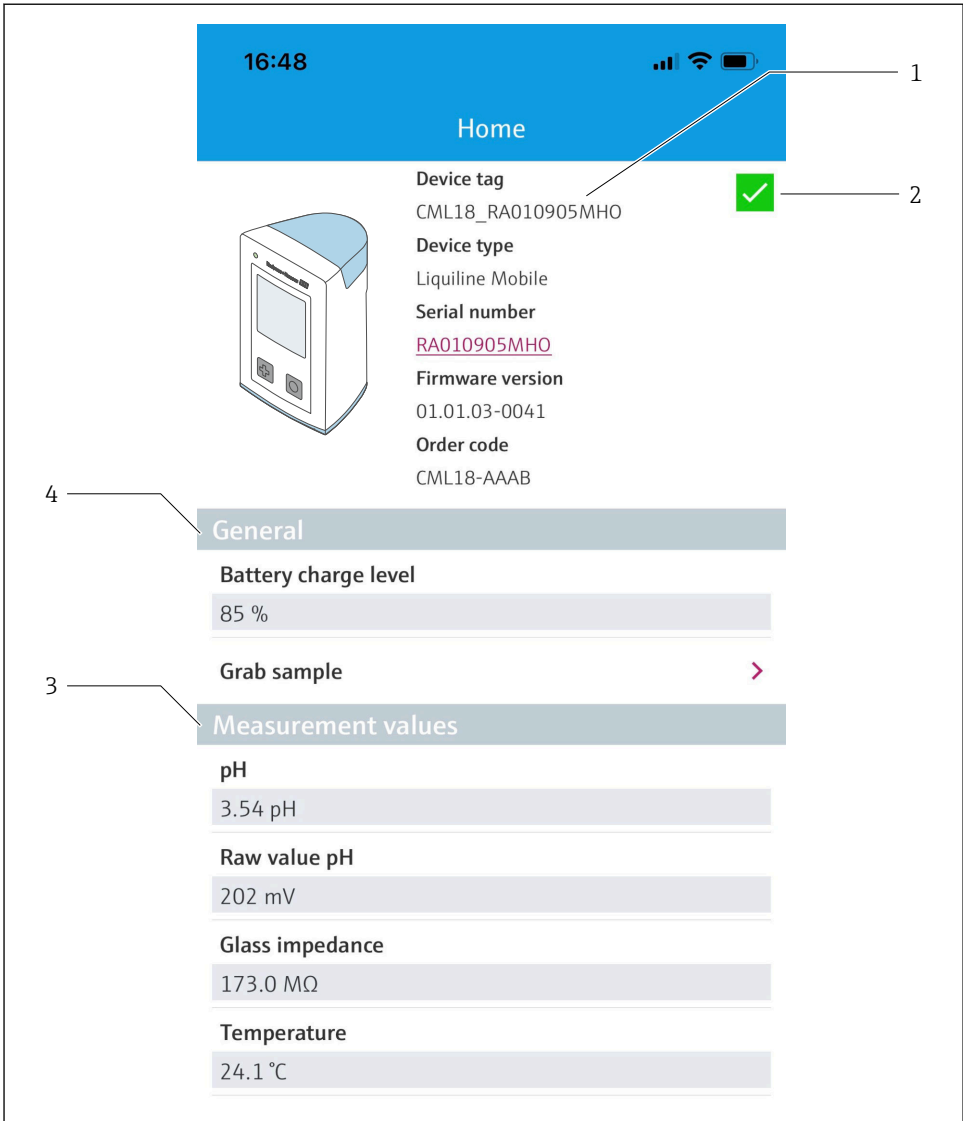 16:48
1
Home
Device tag
CML18_RA010905MHO
2
Device type
Liquiline Mobile
Serial number
RA010905MHO
Firmware version
01.01.03-0041
Order code
CML18-AAAB
4
General
Battery charge level
85 %
Grab sample
3
Measurement values
pH
3.54 pH
Raw value pH
202 mV
Glass impedance
173.0 MΩ
Temperature
24.1 °C